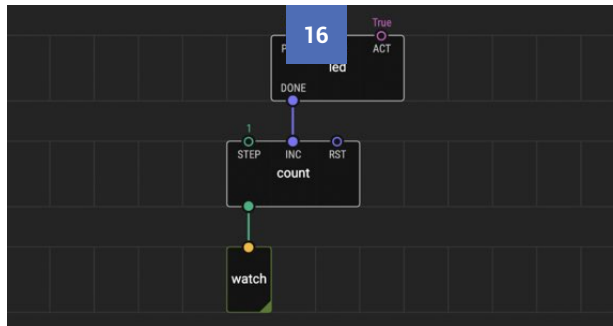 16
True
P
ACT
led
DONE
1
STEP INC RST
count
watch